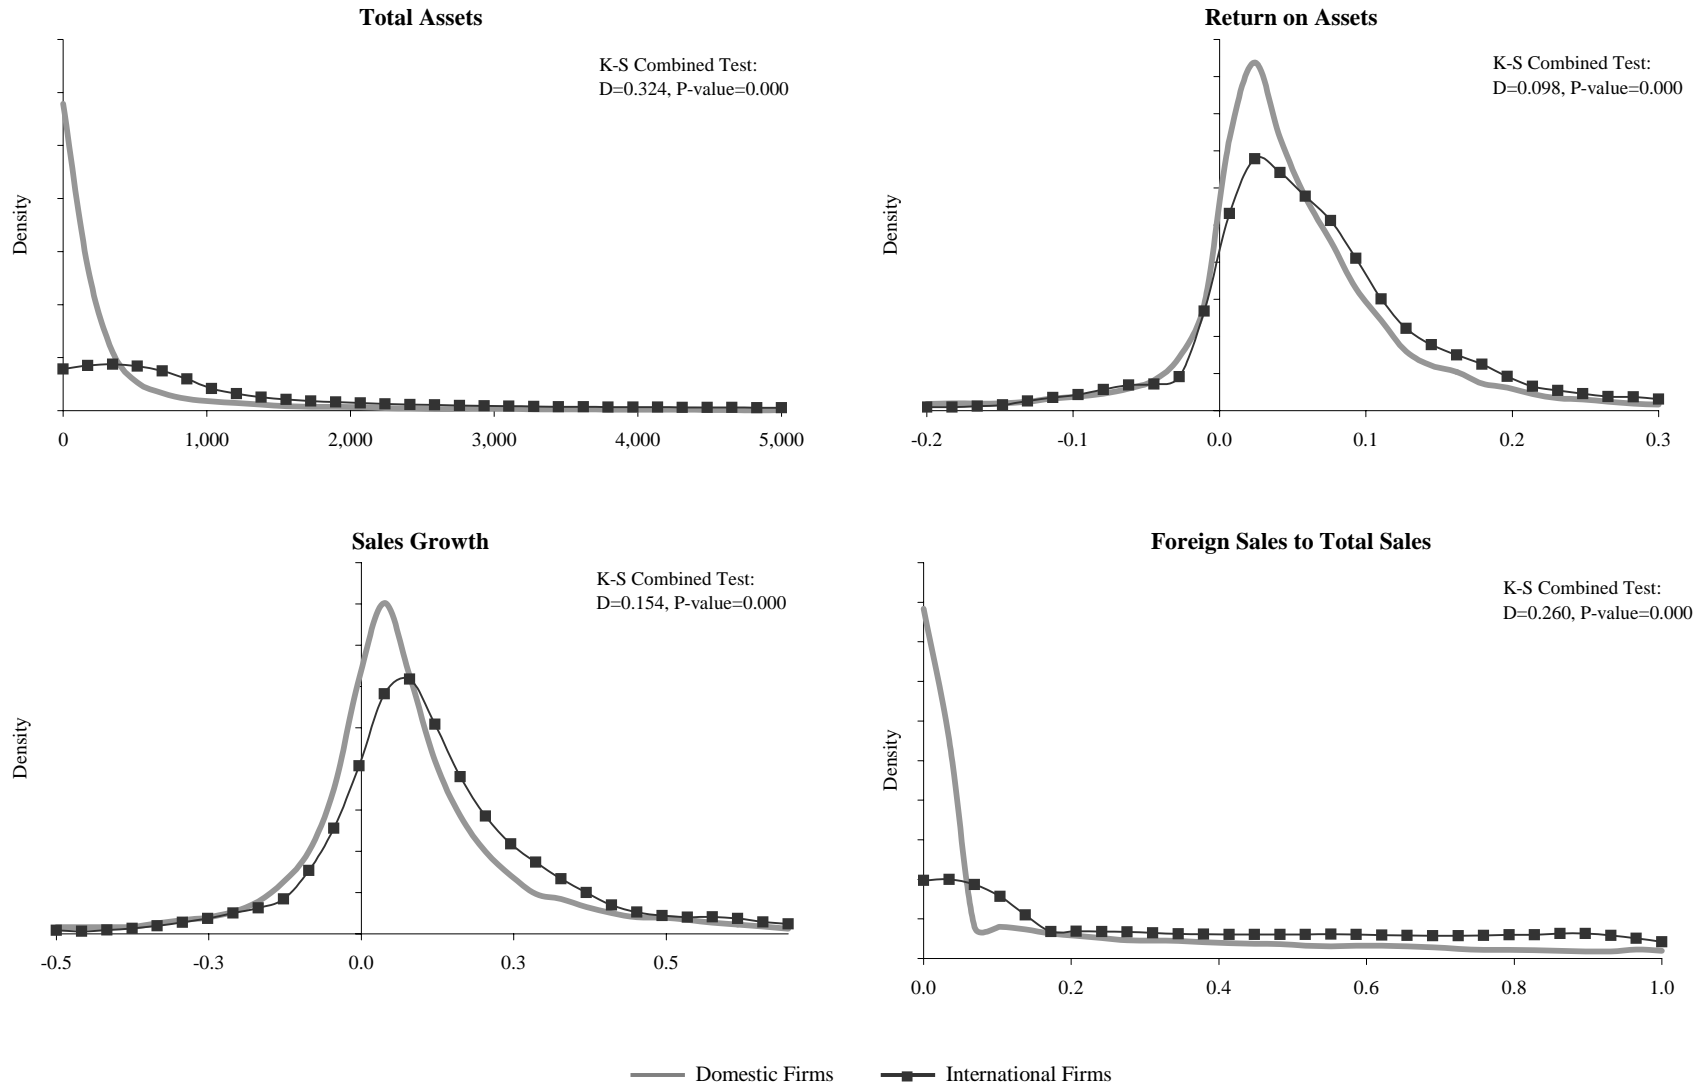 Total Assets
K-S Combined Test:
D=0.324, P-value=0.000
Density
0 1,000 2,000 3,000 4,000 5,000
Return on Assets
K-S Combined Test:
D=0.098, P-value=0.000
Density
-0.2 -0.1 0.0 0.1 0.2 0.3
Sales Growth
K-S Combined Test:
D=0.154, P-value=0.000
Density
-0.5 -0.3 0.0 0.3 0.5
Foreign Sales to Total Sales
K-S Combined Test:
D=0.260, P-value=0.000
Density
0.0 0.2 0.4 0.6 0.8 1.0
Domestic Firms International Firms